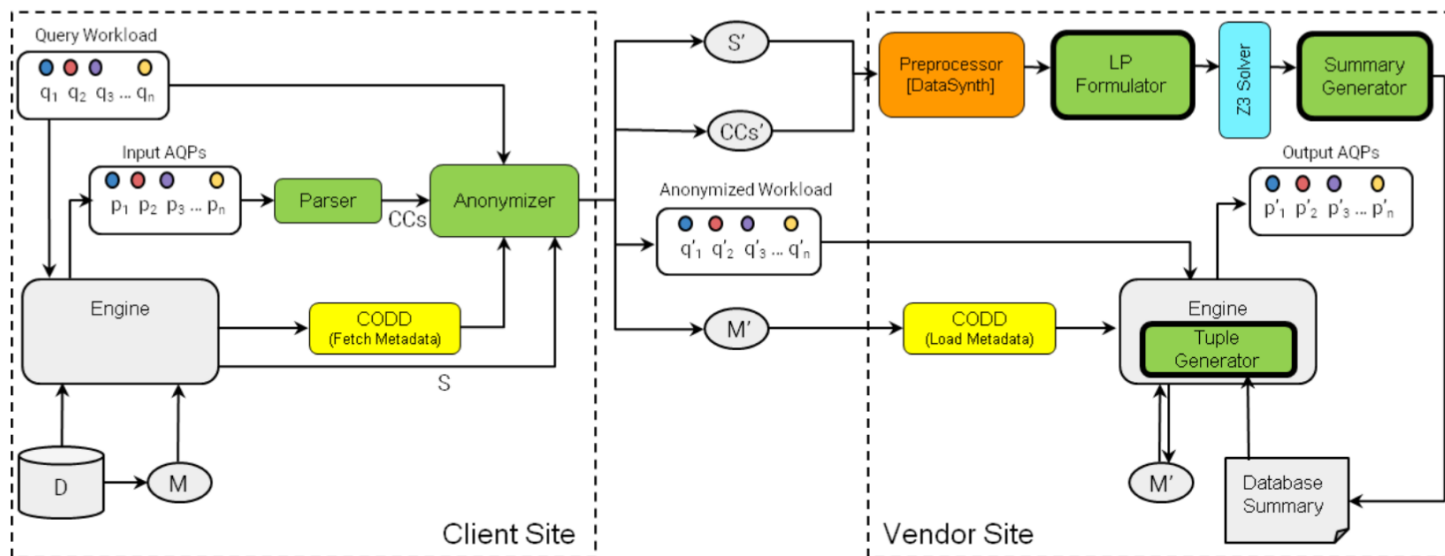 Query Workload
q₁ q₂ q₃ ... qₙ
Input AQPs
p₁ p₂ p₃ ... pₙ
Parser
CCs
Anonymizer
Engine
CODD
(Fetch Metadata)
S
D
M
Client Site
S'
CCs'
Anonymized Workload
q'₁ q'₂ q'₃ ... q'ₙ
M'
Preprocessor
[DataSynth]
LP
Formulator
Z3 Solver
Summary
Generator
Output AQPs
p'₁ p'₂ p'₃ ... p'ₙ
CODD
(Load Metadata)
Engine
Tuple
Generator
M'
Database
Summary
Vendor Site